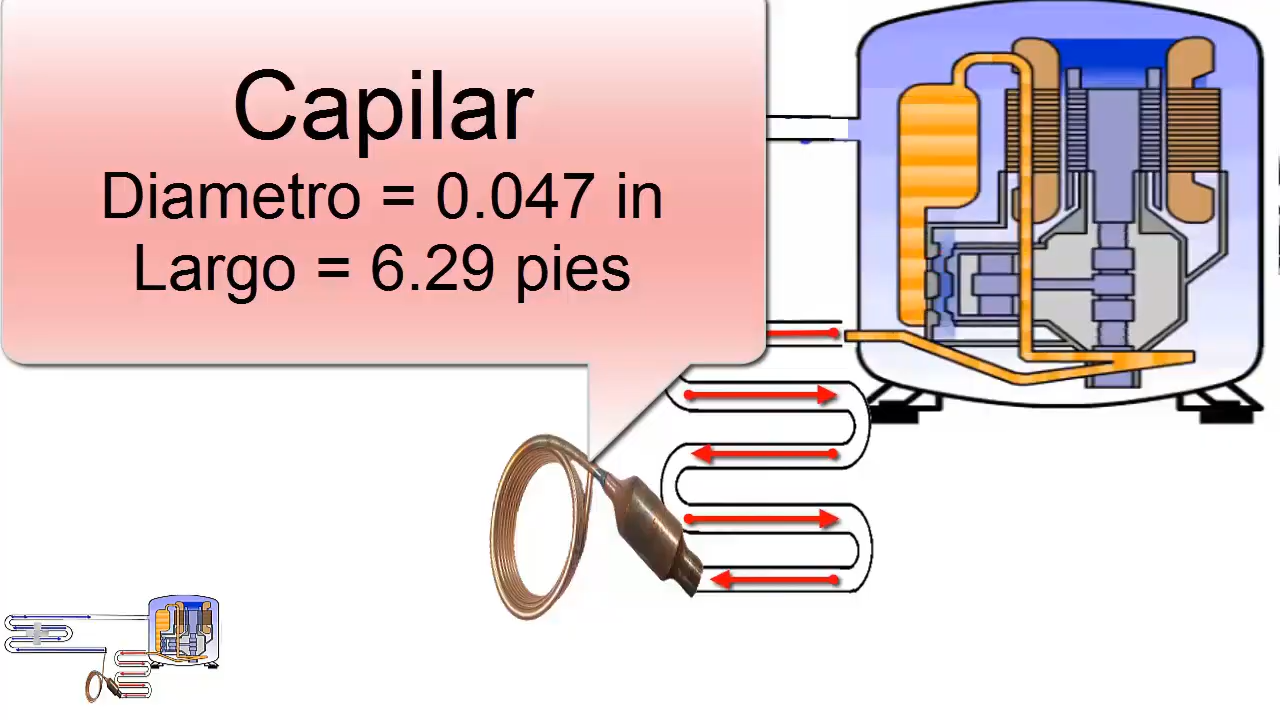 Capilar
Diametro = 0.047 in
Largo = 6.29 pies